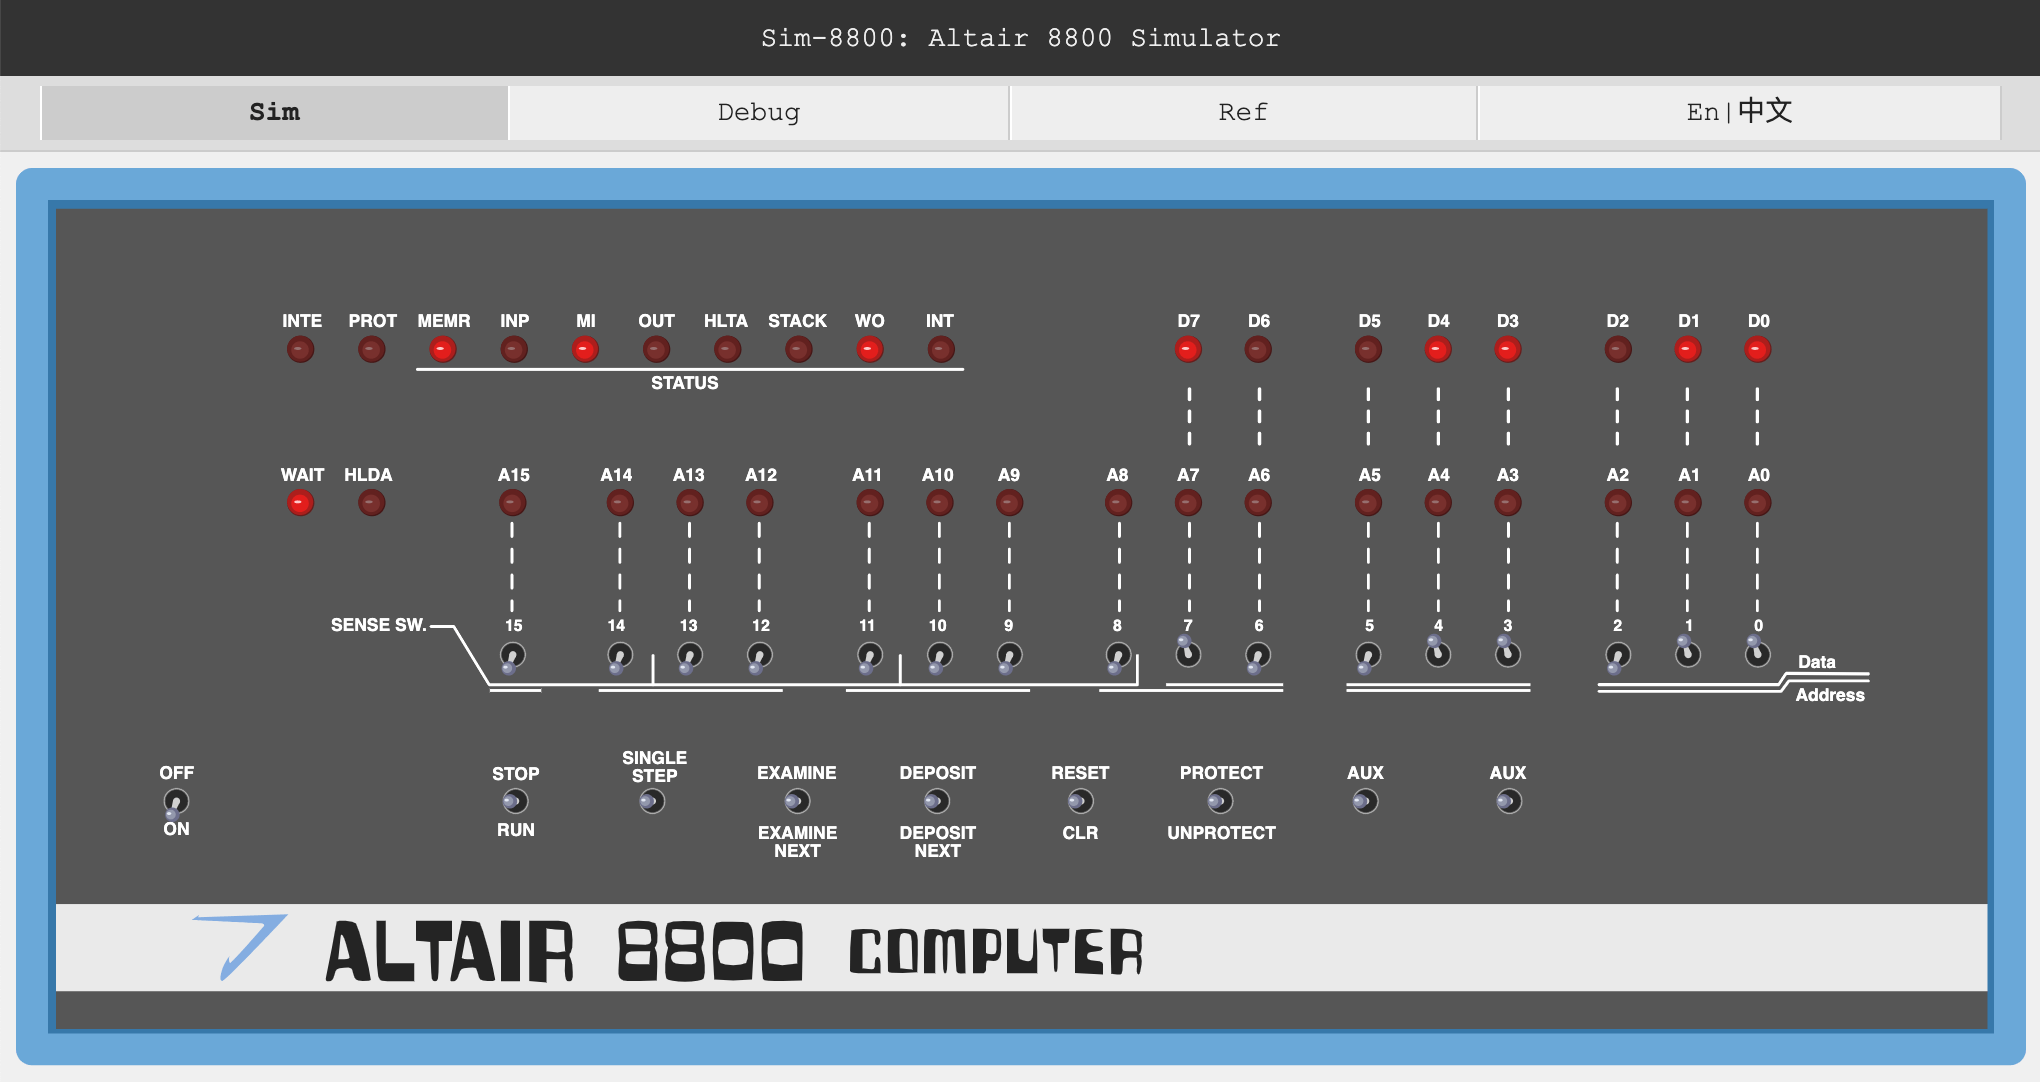 Sim-8800: Altair 8800 Simulator
Sim Debug Ref En|中文
INTE PROT MEMR INP MI OUT HLTA STACK WO INT D7 D6 D5 D4 D3 D2 D1 D0
STATUS
WAIT HLDA A15 A14 A13 A12 A11 A10 A9 A8 A7 A6 A5 A4 A3 A2 A1 A0
SENSE SW. 15 14 13 12 11 10 9 8 7 6 5 4 3 2 1 0
Data
Address
OFF STOP SINGLE STEP EXAMINE DEPOSIT RESET PROTECT AUX AUX
ON RUN EXAMINE NEXT DEPOSIT NEXT CLR UNPROTECT
ALTAIR 8800 COMPUTER